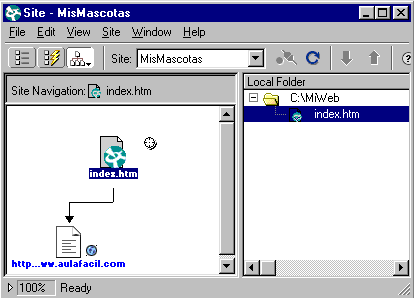 Site - MisMascotas
File Edit View Site Window Help
Site: MisMascotas
Site Navigation: index.htm
Local Folder
C:\MiWeb
index.htm
index.htm
http...ww.aulafacil.com
100% Ready